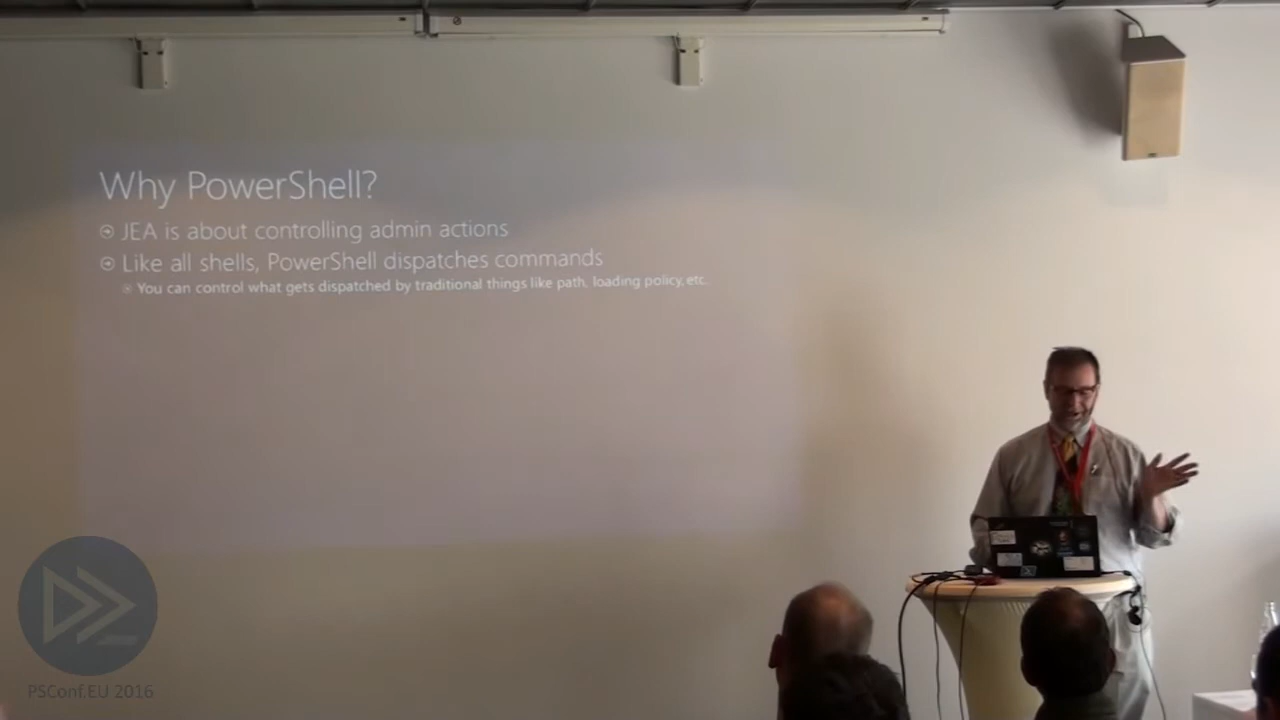 Why PowerShell?
JEA is about controlling admin actions
Like all shells, PowerShell dispatches commands
You can control what gets dispatched by traditional things like path, loading policy, etc.
PSConf.EU 2016